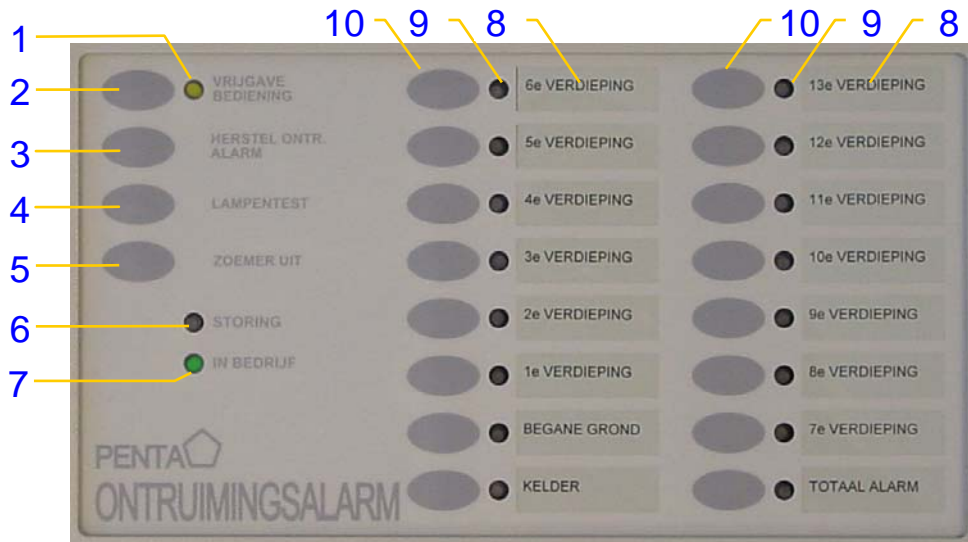 10 9 8
10 9 8
1
2
VRIJGAVE
BEDIENING
3
HERSTEL ONTR.
ALARM
4
LAMPENTEST
5
ZOEMER UIT
6
STORING
7
IN BEDRIJF
PENTA
ONTRUIMINGSALARM
6e VERDIEPING
5e VERDIEPING
4e VERDIEPING
3e VERDIEPING
2e VERDIEPING
1e VERDIEPING
BEGANE GROND
KELDER
13e VERDIEPING
12e VERDIEPING
11e VERDIEPING
10e VERDIEPING
9e VERDIEPING
8e VERDIEPING
7e VERDIEPING
TOTAAL ALARM